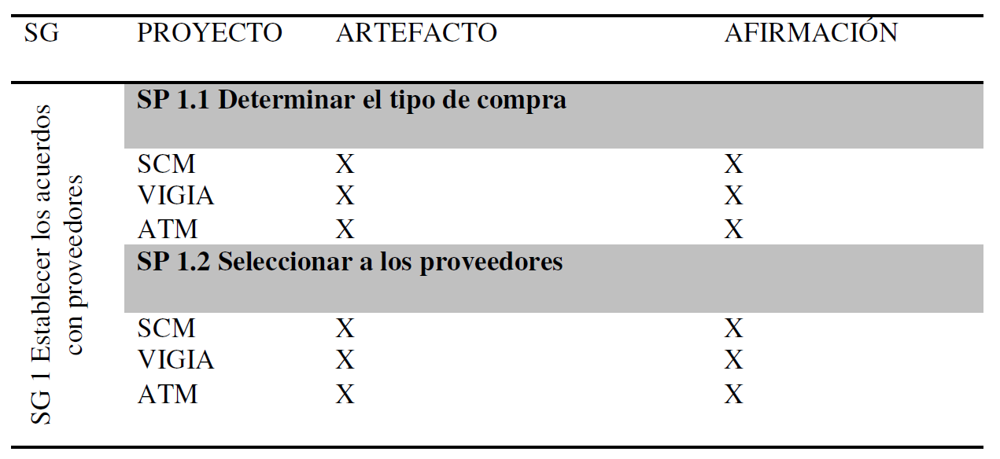 SG PROYECTO ARTEFACTO AFIRMACIÓN
SG 1 Establecer los acuerdos
con proveedores
SP 1.1 Determinar el tipo de compra
SCM X X
VIGIA X X
ATM X X
SP 1.2 Seleccionar a los proveedores
SCM X X
VIGIA X X
ATM X X